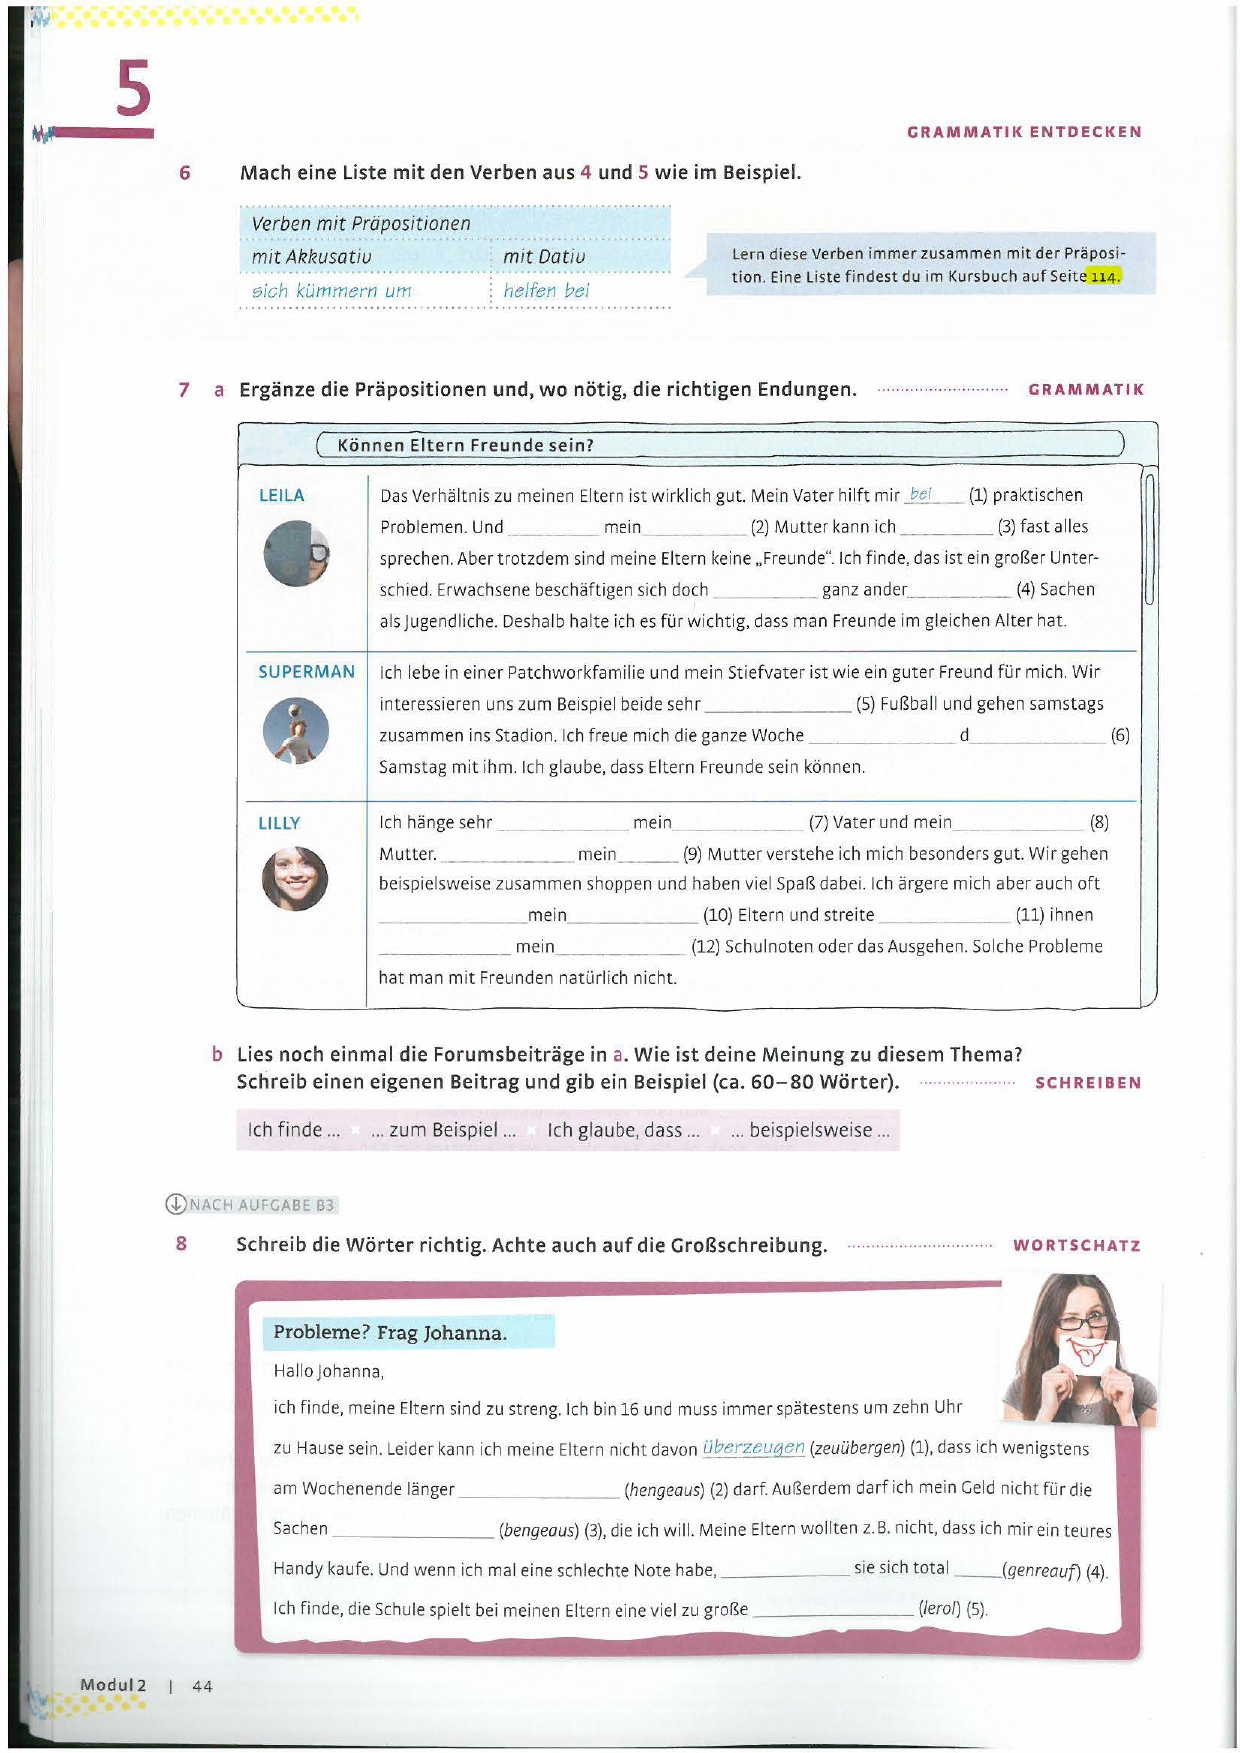 5
GRAMMATIK ENTDECKEN
6 Mach eine Liste mit den Verben aus 4 und 5 wie im Beispiel.
Verben mit Präpositionen
mit Akkusativ mit Dativ
sich kümmern um helfen bei
Lern diese Verben immer zusammen mit der Präposi-
tion. Eine Liste findest du im Kursbuch auf Seite 114.
7 a Ergänze die Präpositionen und, wo nötig, die richtigen Endungen. GRAMMATIK
Können Eltern Freunde sein?
LEILA
Das Verhältnis zu meinen Eltern ist wirklich gut. Mein Vater hilft mir bei (1) praktischen
Problemen. Und ________ mein________ (2) Mutter kann ich ________ (3) fast alles
sprechen. Aber trotzdem sind meine Eltern keine „Freunde“. Ich finde, das ist ein großer Unter-
schied. Erwachsene beschäftigen sich doch ________ ganz ander________ (4) Sachen
als Jugendliche. Deshalb halte ich es für wichtig, dass man Freunde im gleichen Alter hat.
SUPERMAN
Ich lebe in einer Patchworkfamilie und mein Stiefvater ist wie ein guter Freund für mich. Wir
interessieren uns zum Beispiel beide sehr ________ (5) Fußball und gehen samstags
zusammen ins Stadion. Ich freue mich die ganze Woche ________ d________ (6)
Samstag mit ihm. Ich glaube, dass Eltern Freunde sein können.
LILLY
Ich hänge sehr ________ mein________ (7) Vater und mein________ (8)
Mutter. ________ mein________ (9) Mutter verstehe ich mich besonders gut. Wir gehen
beispielsweise zusammen shoppen und haben viel Spaß dabei. Ich ärgere mich aber auch oft
________ mein________ (10) Eltern und streite ________ (11) ihnen
________ mein________ (12) Schulnoten oder das Ausgehen. Solche Probleme
hat man mit Freunden natürlich nicht.
b Lies noch einmal die Forumsbeiträge in a. Wie ist deine Meinung zu diesem Thema?
Schreib einen eigenen Beitrag und gib ein Beispiel (ca. 60–80 Wörter). SCHREIBEN
Ich finde ... × ... zum Beispiel ... × Ich glaube, dass ... × ... beispielsweise ...
NACH AUFGABE B3
8 Schreib die Wörter richtig. Achte auch auf die Großschreibung. WORTSCHATZ
Probleme? Frag Johanna.
Hallo Johanna,
ich finde, meine Eltern sind zu streng. Ich bin 16 und muss immer spätestens um zehn Uhr
zu Hause sein. Leider kann ich meine Eltern nicht davon überzeugen (zeuübergen) (1), dass ich wenigstens
am Wochenende länger ________ (hengeaus) (2) darf. Außerdem darf ich mein Geld nicht für die
Sachen ________ (bengeaus) (3), die ich will. Meine Eltern wollten z. B. nicht, dass ich mir ein teures
Handy kaufe. Und wenn ich mal eine schlechte Note habe, ________ sie sich total ____ (genreauf) (4).
Ich finde, die Schule spielt bei meinen Eltern eine viel zu große ________ (lerol) (5).
Modul 2 | 44